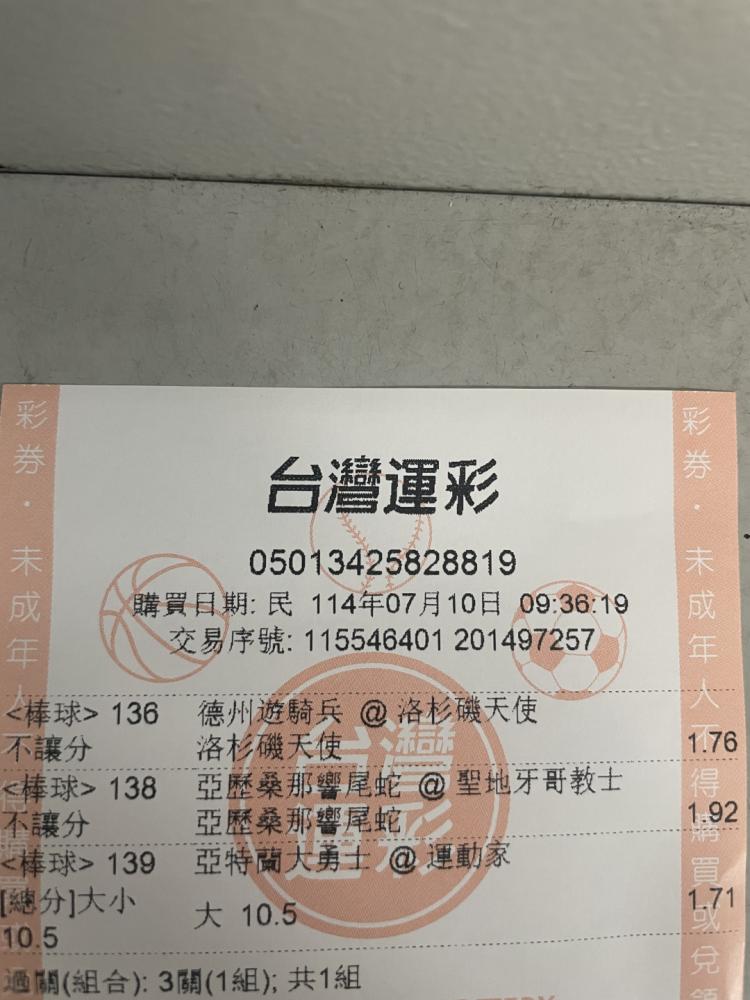 台灣運彩
05013425828819
購買日期: 民 114年07月10日 09:36:19
交易序號: 115546401 201497257
<棒球> 136 德州遊騎兵 @ 洛杉磯天使
不讓分 洛杉磯天使 1.76
<棒球> 138 亞歷桑那響尾蛇 @ 聖地牙哥教士
不讓分 亞歷桑那響尾蛇 1.92
<棒球> 139 亞特蘭大勇士 @ 運動家
[總分]大小 大 10.5 1.71
10.5
過關(組合): 3關(1組); 共1組
彩券・未成年人
彩券・未成年人不得購買或兌
台灣運彩